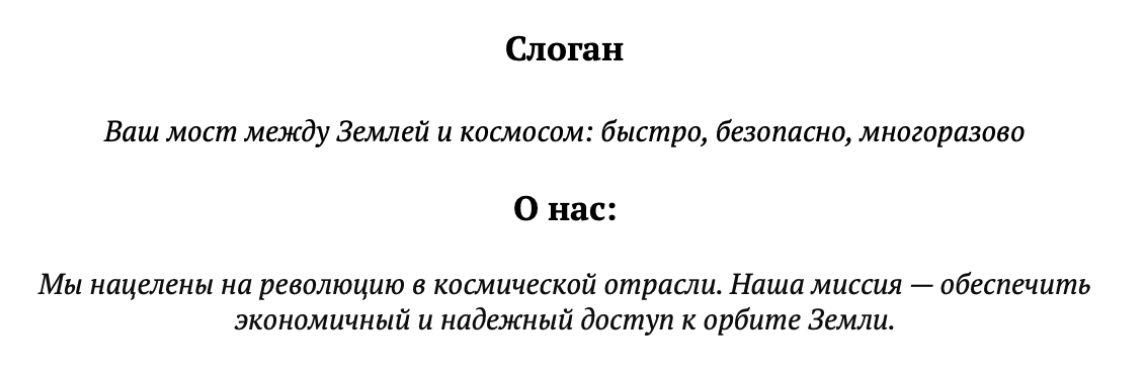 Слоган
Ваш мост между Землей и космосом: быстро, безопасно, многоразово
О нас:
Мы нацелены на революцию в космической отрасли. Наша миссия — обеспечить
экономичный и надежный доступ к орбите Земли.